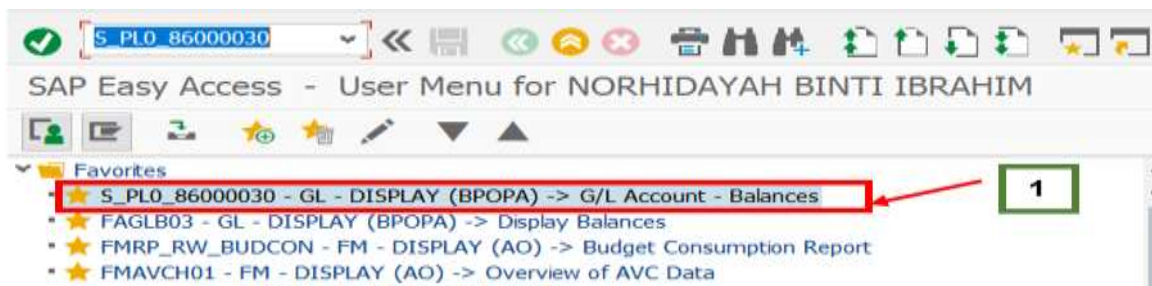 S_PL0_86000030
SAP Easy Access - User Menu for NORHIDAYAH BINTI IBRAHIM
Favorites
S_PL0_86000030 - GL - DISPLAY (BPOPA) -> G/L Account - Balances
1
FAGLB03 - GL - DISPLAY (BPOPA) -> Display Balances
FMRP_RW_BUDCON - FM - DISPLAY (AO) -> Budget Consumption Report
FMAVCH01 - FM - DISPLAY (AO) -> Overview of AVC Data